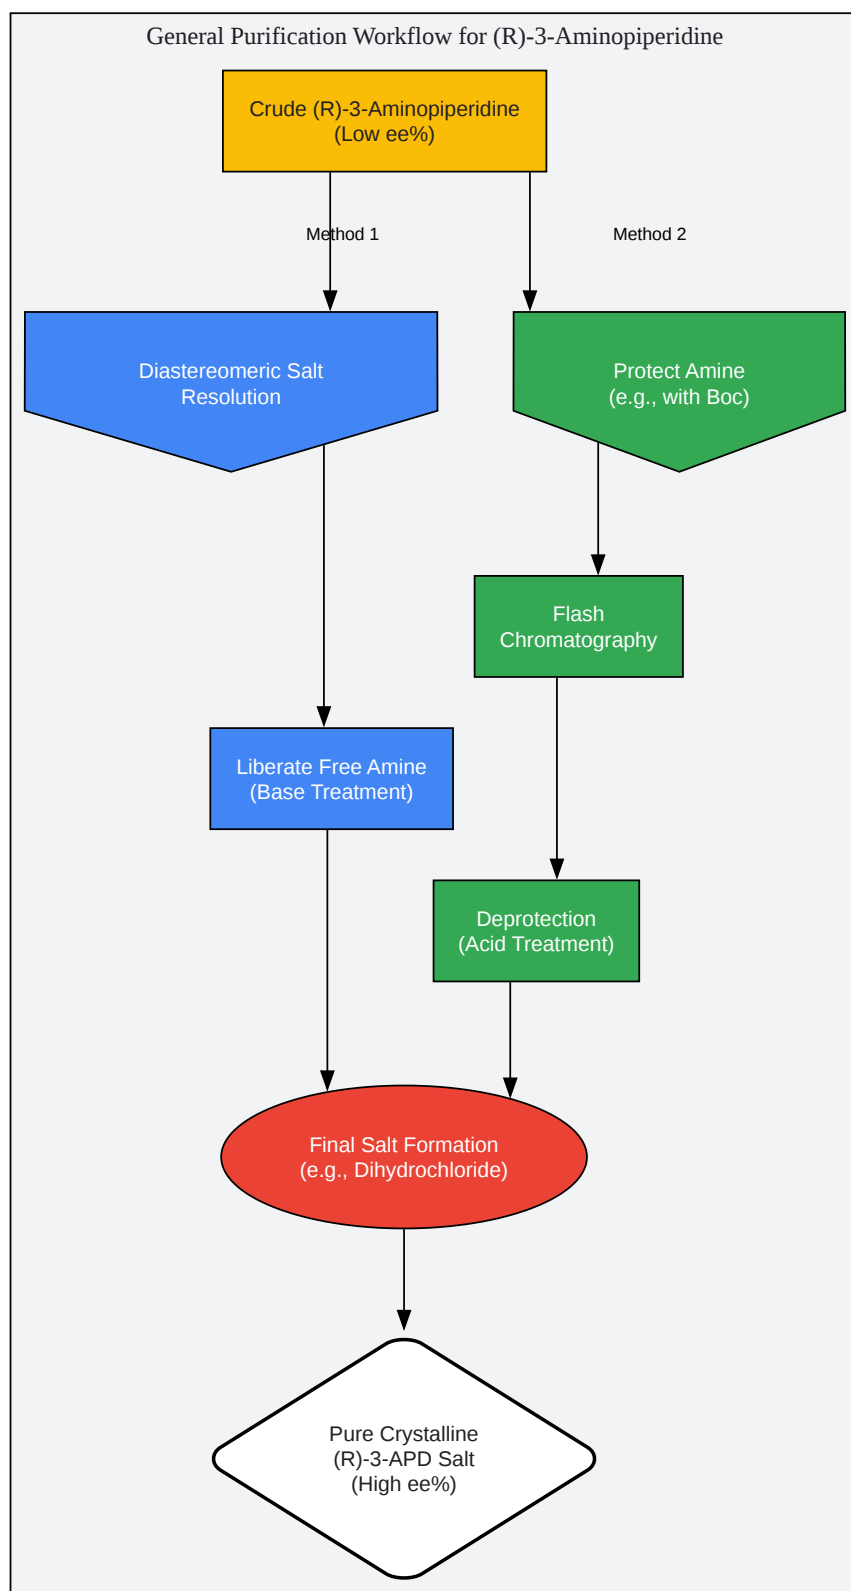 General Purification Workflow for (R)-3-Aminopiperidine
Crude (R)-3-Aminopiperidine
(Low ee%)
Method 1
Method 2
Diastereomeric Salt
Resolution
Protect Amine
(e.g., with Boc)
Flash
Chromatography
Liberate Free Amine
(Base Treatment)
Deprotection
(Acid Treatment)
Final Salt Formation
(e.g., Dihydrochloride)
Pure Crystalline
(R)-3-APD Salt
(High ee%)